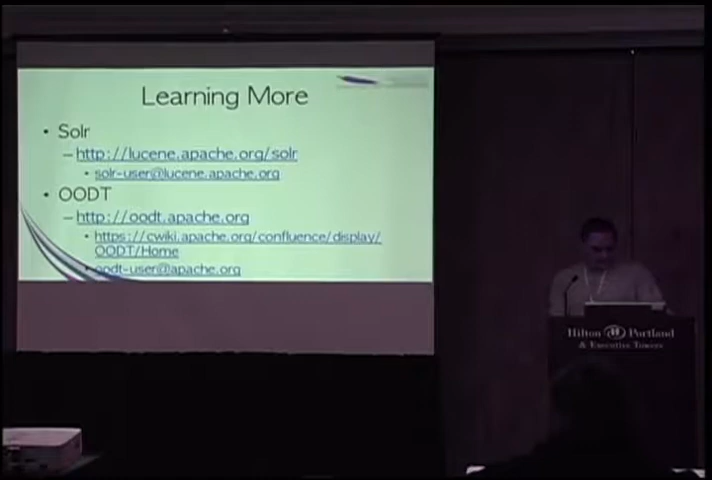 Learning More
• Solr
– http://lucene.apache.org/solr
• solr-user@lucene.apache.org
• OODT
– http://oodt.apache.org
• https://cwiki.apache.org/confluence/display/
OODT/Home
• oodt-user@apache.org
Hilton Portland
& Executive Towers